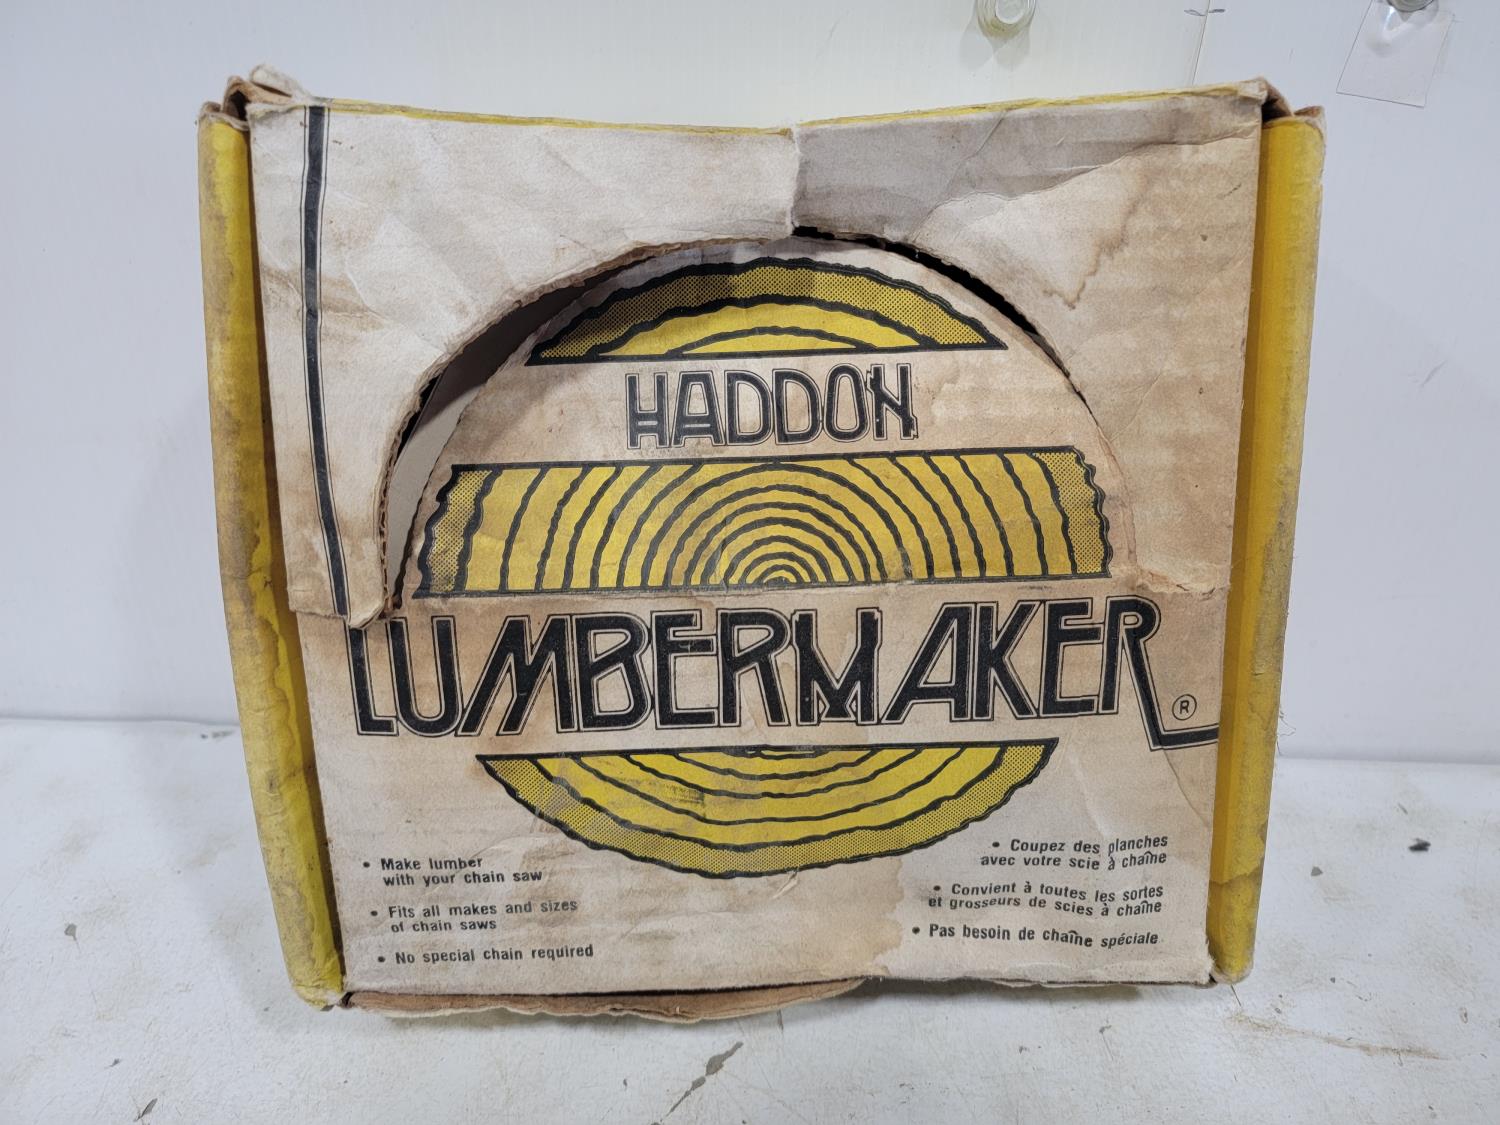 HADDON
LUMBERMAKER ®
• Make lumber
with your chain saw
• Fits all makes and sizes
of chain saws
• No special chain required
• Coupez des planches
avec votre scie à chaîne
• Convient à toutes les sortes
et grosseurs de scies à chaîne
• Pas besoin de chaîne spéciale